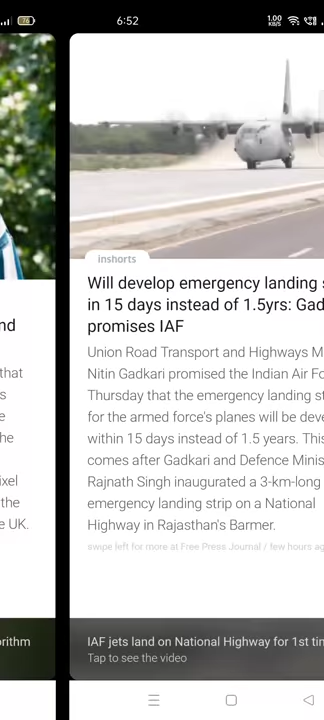 78
6:52
1.00
KB/S
inshorts
Will develop emergency landing
in 15 days instead of 1.5yrs: Gad
promises IAF
Union Road Transport and Highways M
Nitin Gadkari promised the Indian Air Fo
Thursday that the emergency landing st
for the armed force's planes will be deve
within 15 days instead of 1.5 years. This
comes after Gadkari and Defence Minis
Rajnath Singh inaugurated a 3-km-long
emergency landing strip on a National
Highway in Rajasthan's Barmer.
swipe left for more at Free Press Journal / few hours ag
IAF jets land on National Highway for 1st tin
Tap to see the video
nd
that
s
e
he
ixel
the
e UK.
orithm